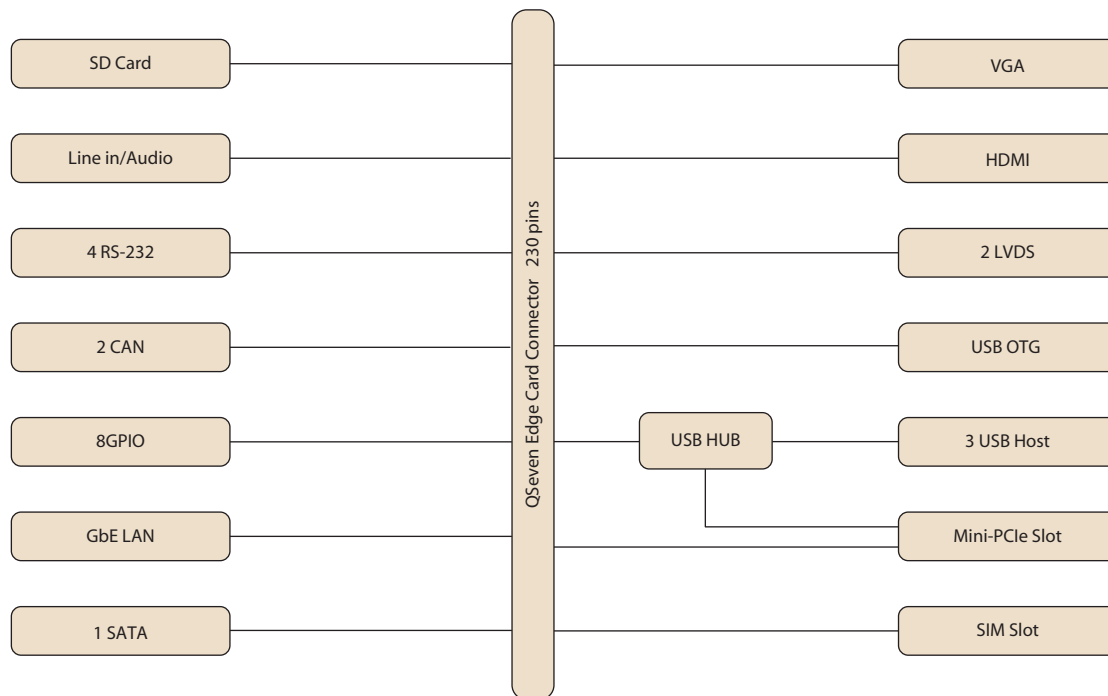 SD Card
Line in/Audio
4 RS-232
2 CAN
8GPIO
GbE LAN
1 SATA
QSeven Edge Card Connector 230 pins
USB HUB
VGA
HDMI
2 LVDS
USB OTG
3 USB Host
Mini-PCIe Slot
SIM Slot